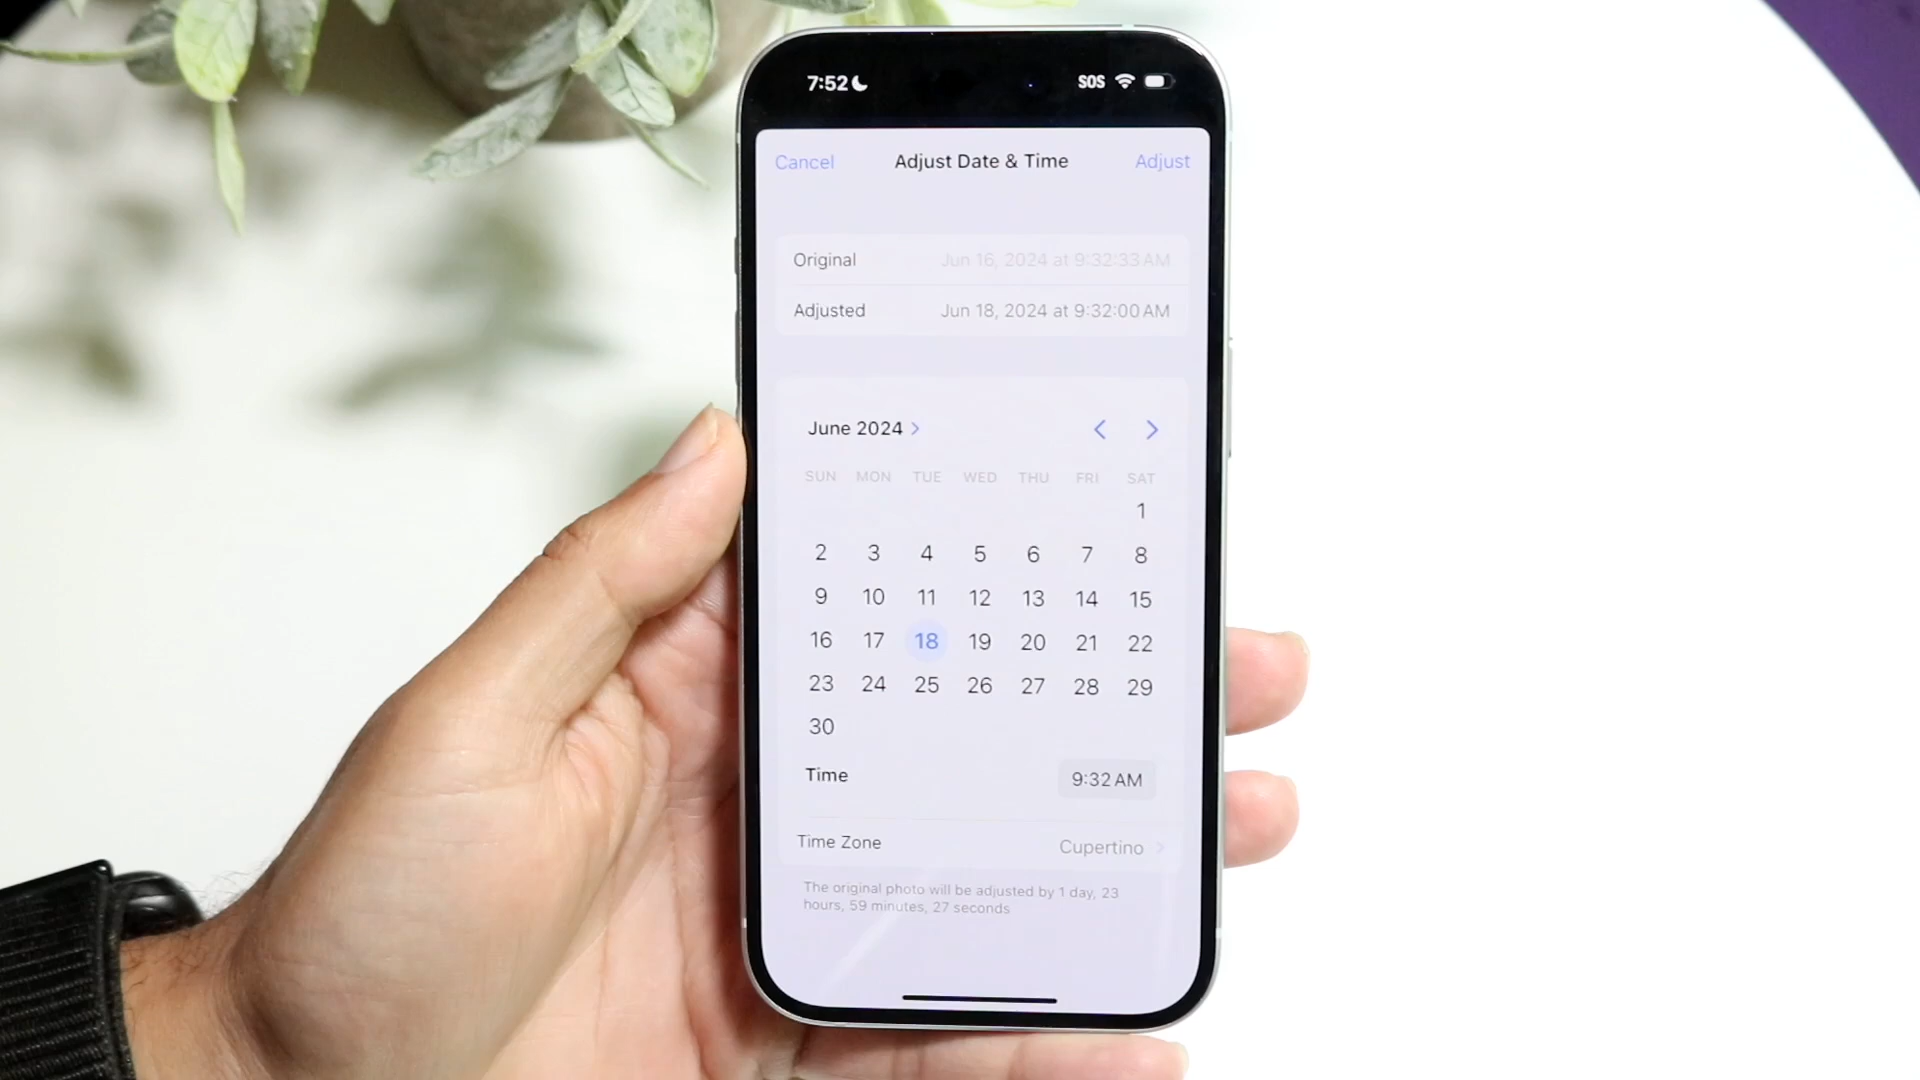 7:52 SOS
Cancel Adjust Date & Time Adjust
Original Jun 16, 2024 at 9:32:33 AM
Adjusted Jun 18, 2024 at 9:32:00 AM
June 2024 >
SUN MON TUE WED THU FRI SAT
1
2 3 4 5 6 7 8
9 10 11 12 13 14 15
16 17 18 19 20 21 22
23 24 25 26 27 28 29
30
Time 9:32 AM
Time Zone Cupertino >
The original photo will be adjusted by 1 day, 23
hours, 59 minutes, 27 seconds